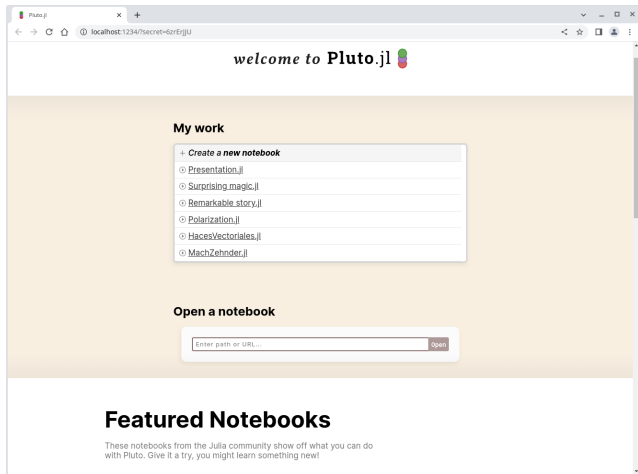 Pluto.jl
localhost:1234/?secret=6zrErJJU
welcome to Pluto.jl
My work
+ Create a new notebook
Presentation.jl
Surprising magic.jl
Remarkable story.jl
Polarization.jl
HacesVectoriales.jl
MachZehnder.jl
Open a notebook
Enter path or URL...
Open
Featured Notebooks
These notebooks from the Julia community show off what you can do
with Pluto. Give it a try, you might learn something new!